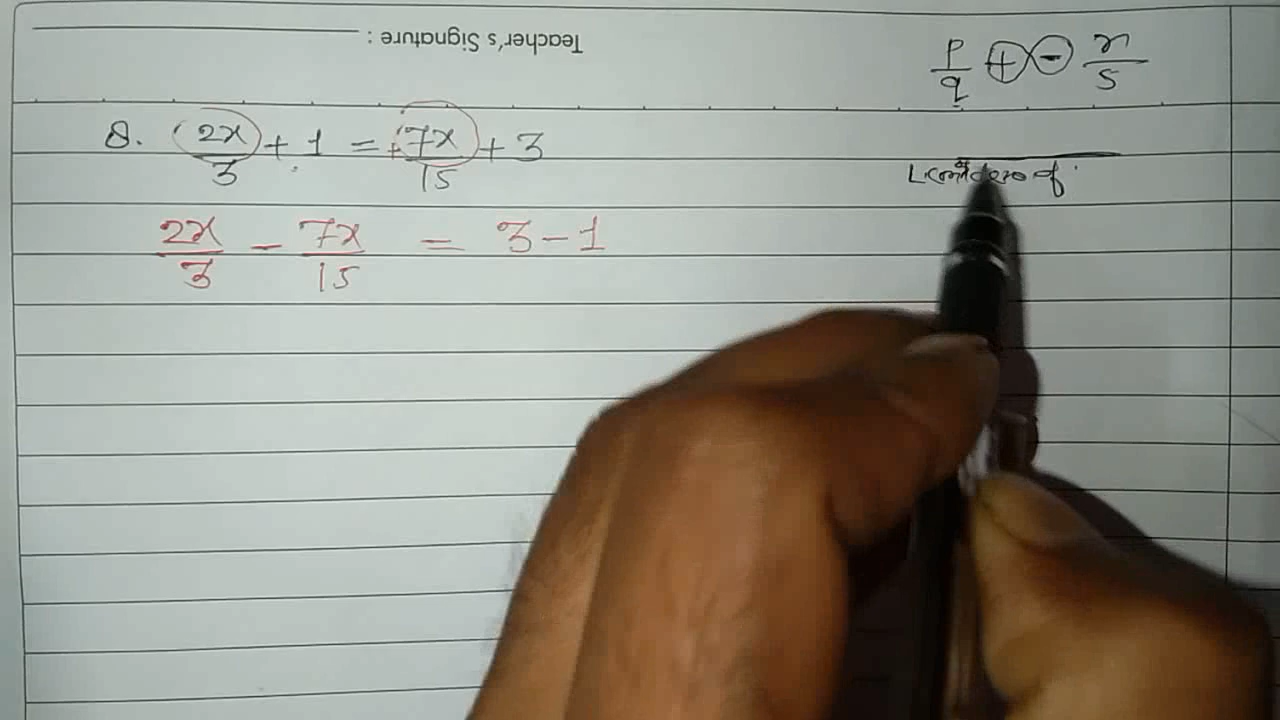 Teacher's Signature :
p/q + - r/s
8. 2x/3 + 1 = +7x/15 + 3
2x/3 - 7x/15 = 3 - 1